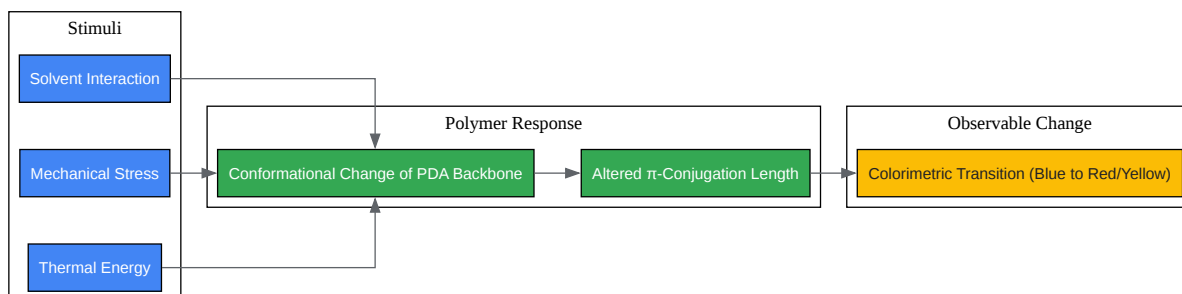 Stimuli
Solvent Interaction
Mechanical Stress
Thermal Energy
Polymer Response
Conformational Change of PDA Backbone
Altered π-Conjugation Length
Observable Change
Colorimetric Transition (Blue to Red/Yellow)